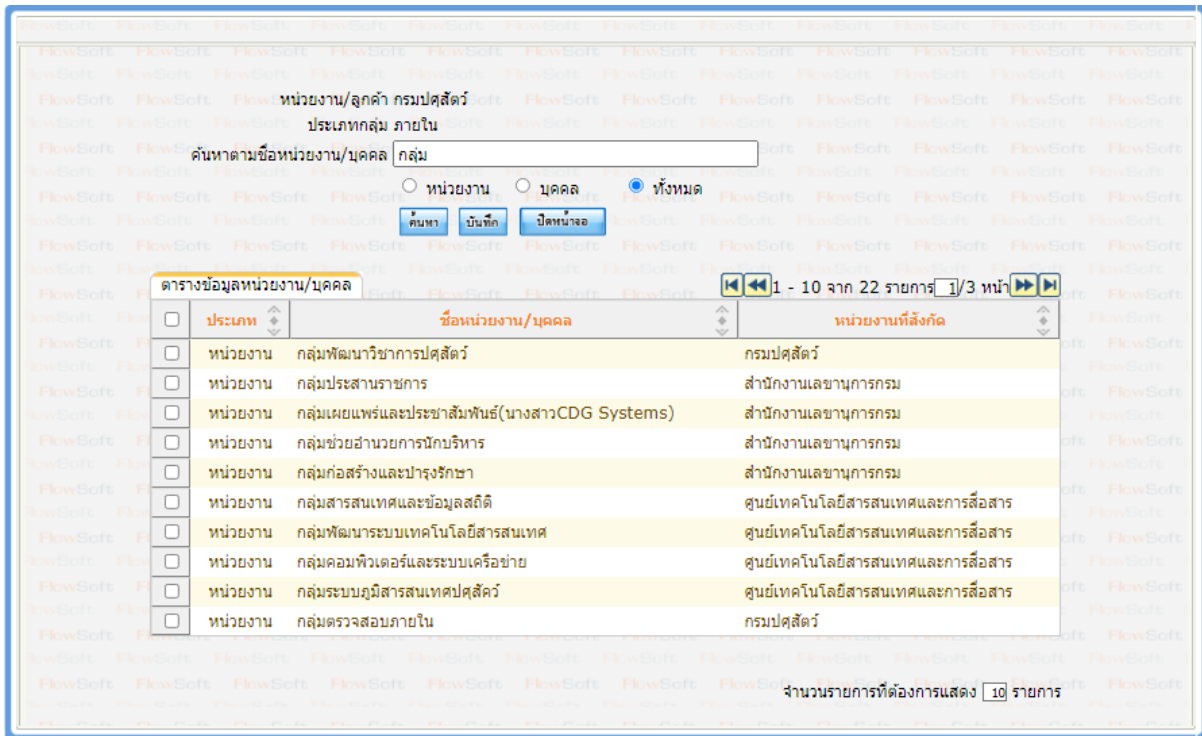 หน่วยงาน/ลูกค้า กรมปศุสัตว์
ประเภทกลุ่ม ภายใน
ค้นหาตามชื่อหน่วยงาน/บุคคล กลุ่ม
หน่วยงาน บุคคล ทั้งหมด
ค้นหา บันทึก ปิดหน้าจอ
ตารางข้อมูลหน่วยงาน/บุคคล 1 - 10 จาก 22 รายการ 1/3 หน้า
ประเภท ชื่อหน่วยงาน/บุคคล หน่วยงานที่สังกัด
หน่วยงาน กลุ่มพัฒนาวิชาการปศุสัตว์ กรมปศุสัตว์
หน่วยงาน กลุ่มประสานราชการ สำนักงานเลขานุการกรม
หน่วยงาน กลุ่มเผยแพร่และประชาสัมพันธ์(นางสาวCDG Systems) สำนักงานเลขานุการกรม
หน่วยงาน กลุ่มช่วยอำนวยการนักบริหาร สำนักงานเลขานุการกรม
หน่วยงาน กลุ่มก่อสร้างและบำรุงรักษา สำนักงานเลขานุการกรม
หน่วยงาน กลุ่มสารสนเทศและข้อมูลสถิติ ศูนย์เทคโนโลยีสารสนเทศและการสื่อสาร
หน่วยงาน กลุ่มพัฒนาระบบเทคโนโลยีสารสนเทศ ศูนย์เทคโนโลยีสารสนเทศและการสื่อสาร
หน่วยงาน กลุ่มคอมพิวเตอร์และระบบเครือข่าย ศูนย์เทคโนโลยีสารสนเทศและการสื่อสาร
หน่วยงาน กลุ่มระบบภูมิสารสนเทศปศุสัคว์ ศูนย์เทคโนโลยีสารสนเทศและการสื่อสาร
หน่วยงาน กลุ่มตรวจสอบภายใน กรมปศุสัตว์
จำนวนรายการที่ต้องการแสดง 10 รายการ